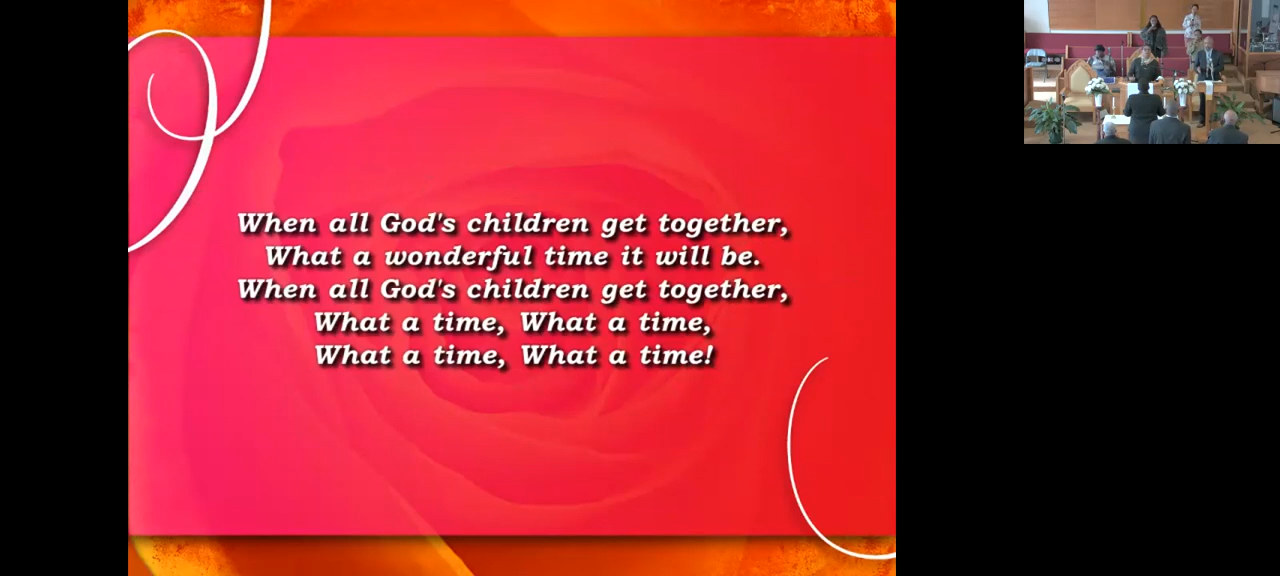 When all God's children get together,
What a wonderful time it will be.
When all God's children get together,
What a time, What a time,
What a time, What a time!